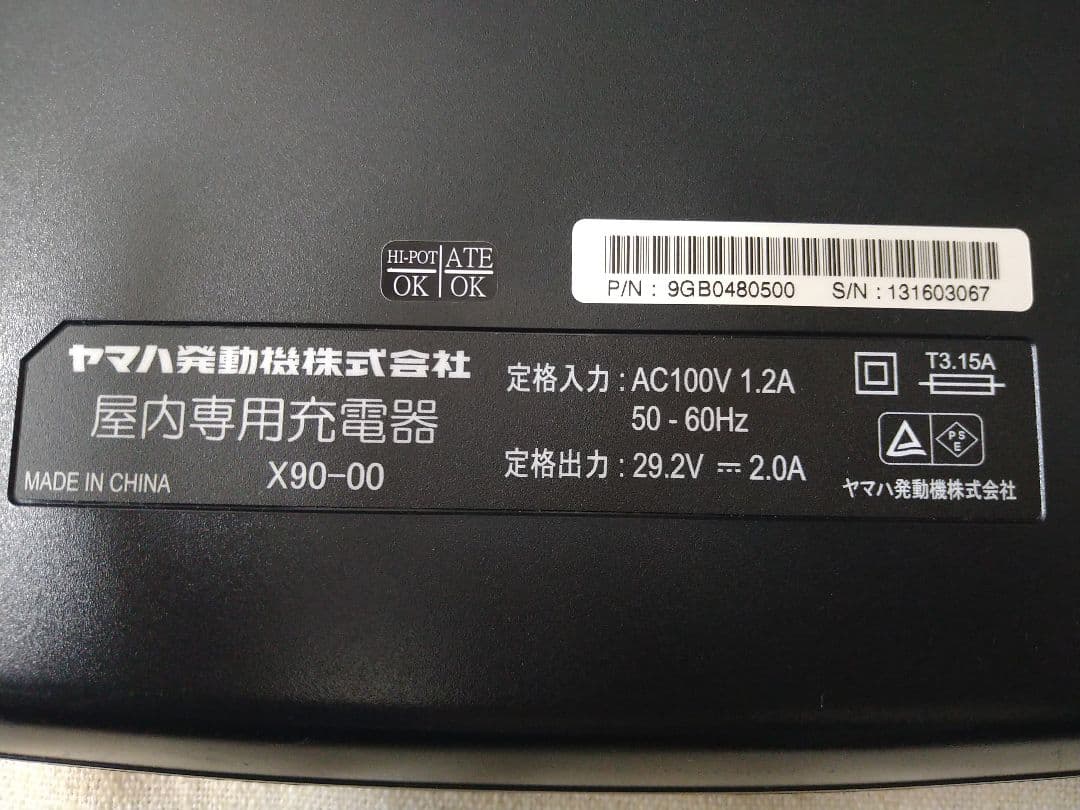 HI-POT ATE
OK OK
P/N : 9GB0480500 S/N : 131603067
ヤマハ発動機株式会社
屋内専用充電器
MADE IN CHINA X90-00
定格入力 : AC100V 1.2A
50 - 60Hz
定格出力 : 29.2V ⎓ 2.0A
T3.15A
PS
E
ヤマハ発動機株式会社